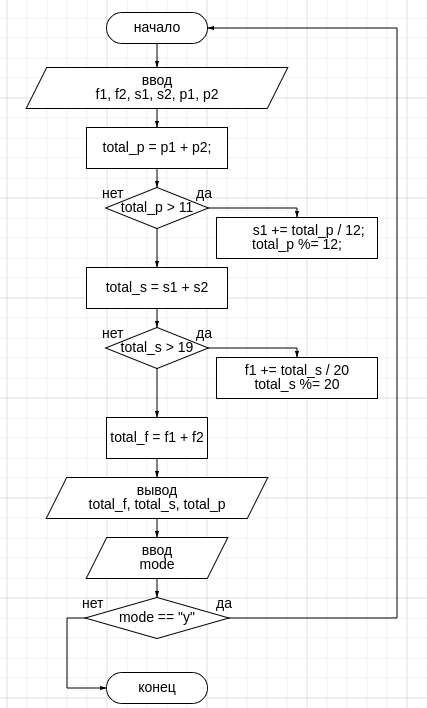 начало
ввод
f1, f2, s1, s2, p1, p2
total_p = p1 + p2;
нет
да
total_p > 11
s1 += total_p / 12;
total_p %= 12;
total_s = s1 + s2
нет
да
total_s > 19
f1 += total_s / 20
total_s %= 20
total_f = f1 + f2
вывод
total_f, total_s, total_p
ввод
mode
нет
да
mode == "y"
конец